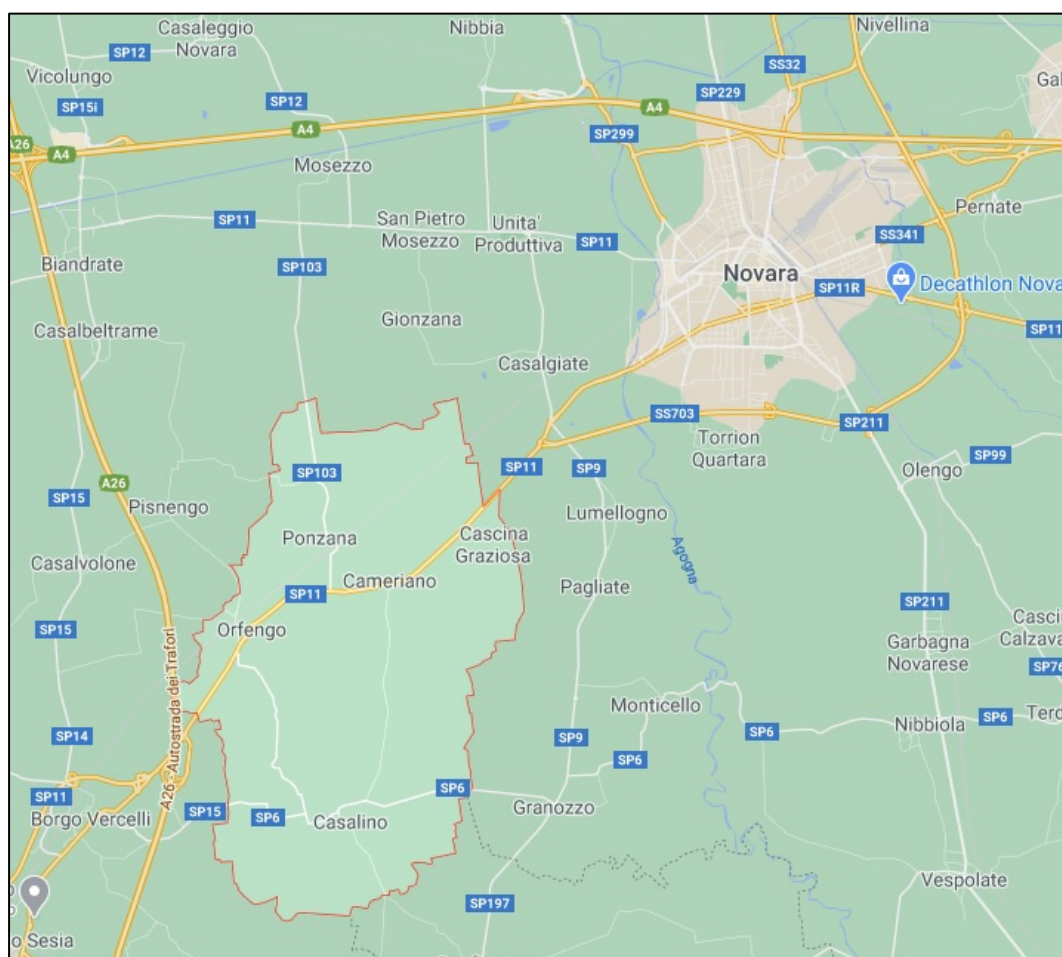 Casaleggio
Novara
Nibbia
Nivellina
SP12
SS32
Vicolungo
SP229
Gal
SP15i
SP12
A4
A4
SP299
A26
A4
Mosezzo
SP11
San Pietro
Mosezzo
Unita'
Produttiva
SP11
Pernate
SS341
Biandrate
SP103
Novara
SP11R
Decathlon Nova
Casalbeltrame
Gionzana
SP11
Casalgiate
SS703
SP211
Torrion
Quartara
SP103
SP11
SP9
Olengo
SP99
A26
SP15
Pisnengo
Lumellogno
Ponzana
Cascina
Graziosa
Agogna
Casalvolone
Cameriano
Pagliate
SP11
SP211
Cascin
Calzava
SP15
Orfengo
Garbagna
Novarese
SP76
A26 - Autostrada dei Trafori
Monticello
Nibbiola
SP6
Terd
SP14
SP9
SP6
SP6
SP11
SP6
Borgo Vercelli
SP15
SP6
Casalino
Granozzo
Vespolate
SP197
o
o Sesia